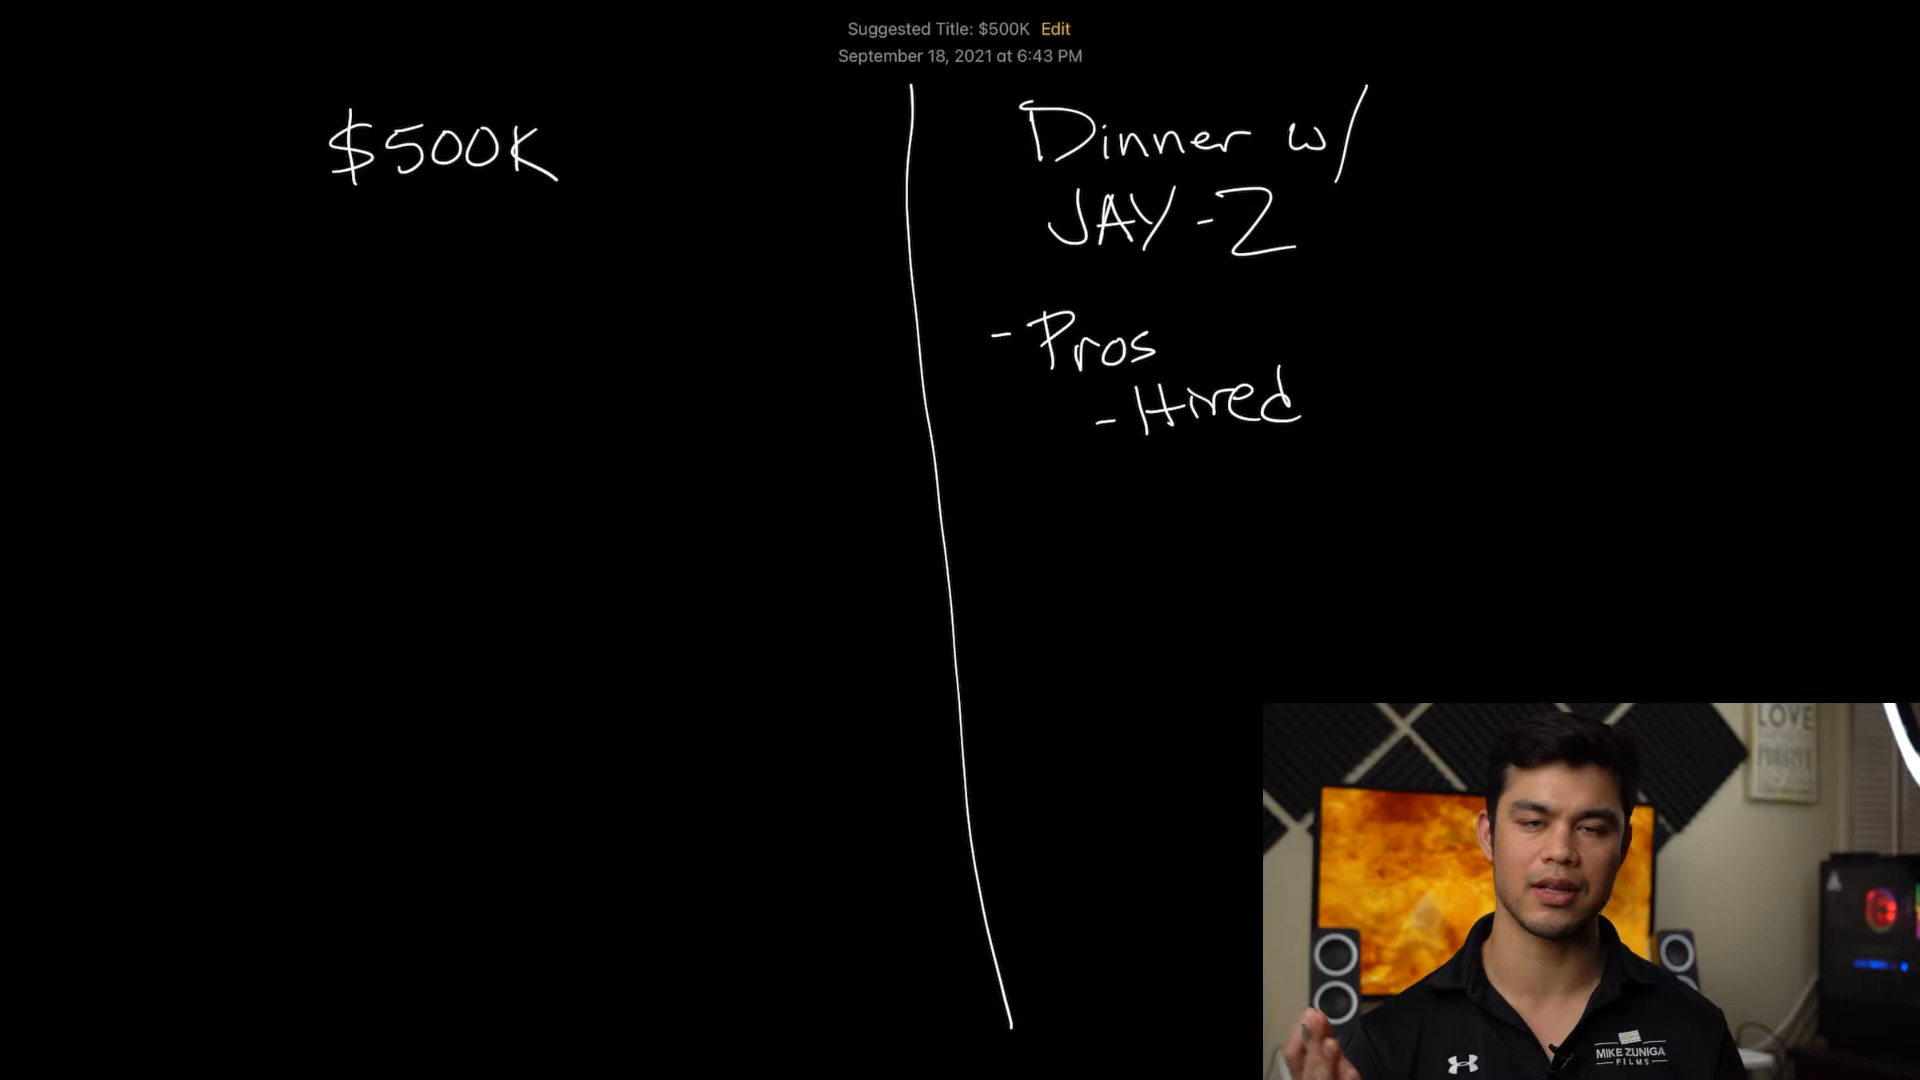 Suggested Title: $500K Edit
September 18, 2021 at 6:43 PM
$500K
Dinner w/
JAY-Z
- Pros
- Hired
LOVE
MIKE ZUNIGA
FILMS